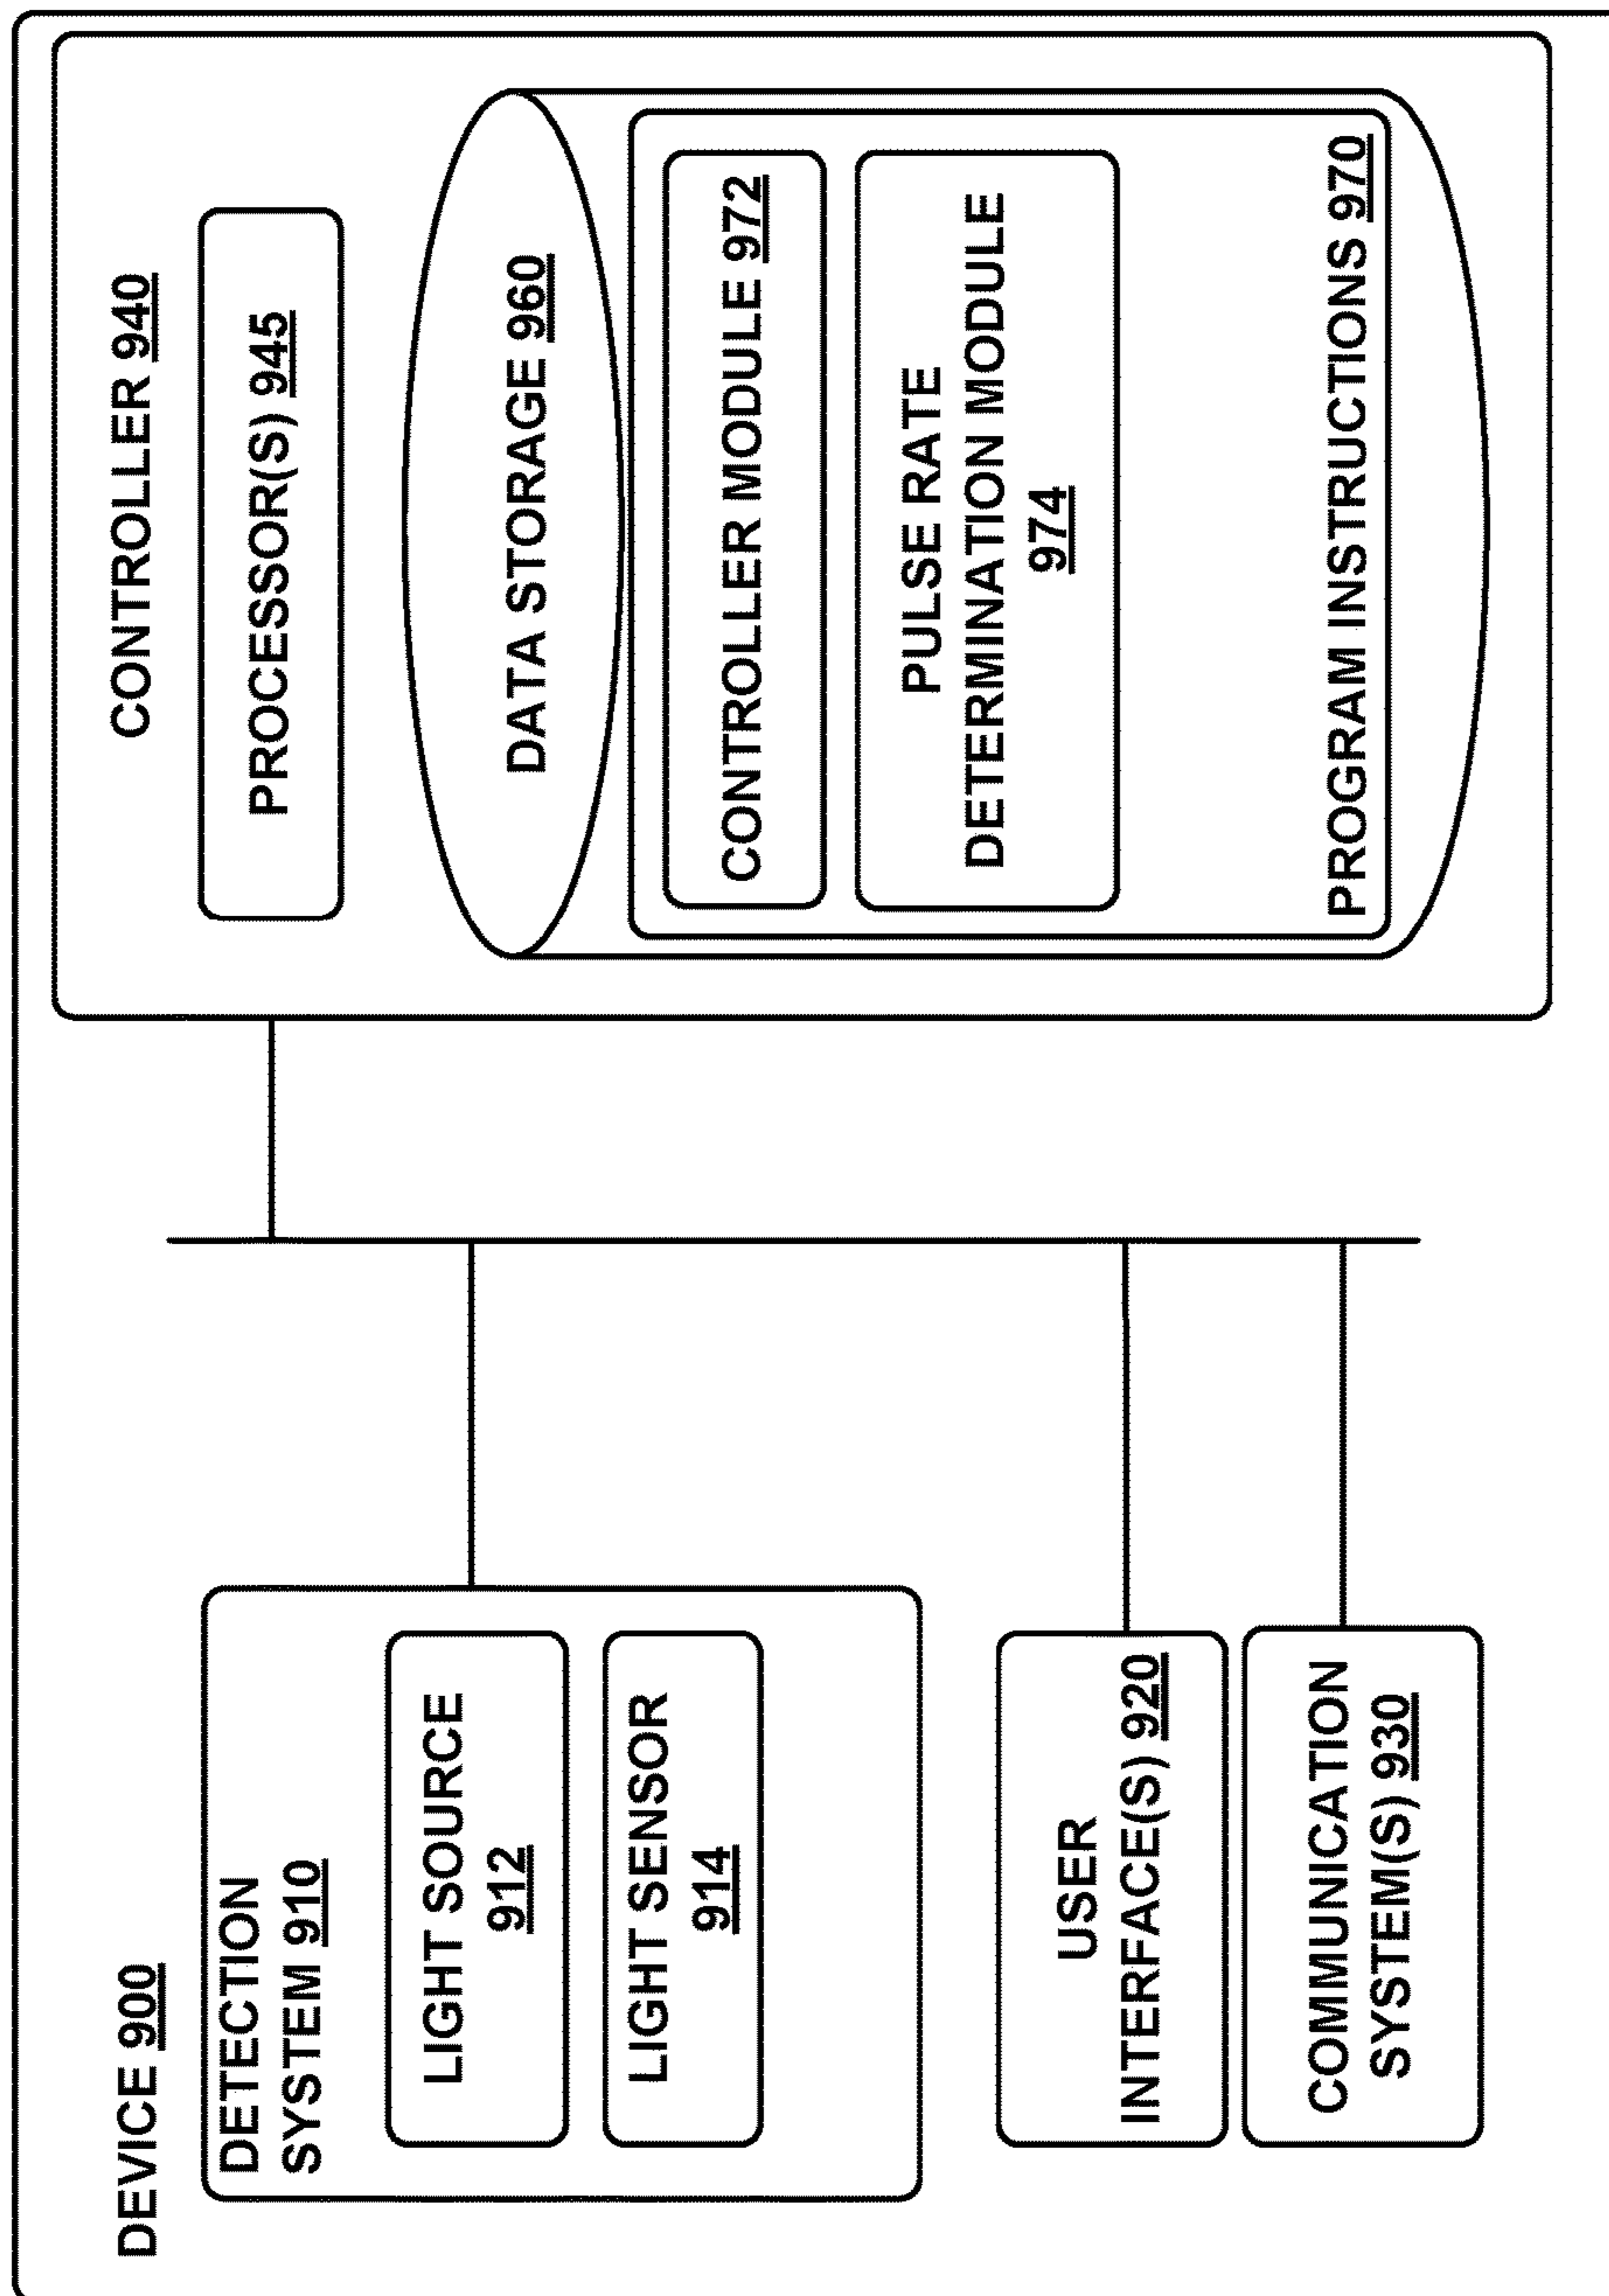 DEVICE 900
DETECTION
SYSTEM 910
LIGHT SOURCE
912
LIGHT SENSOR
914
USER
INTERFACE(S) 920
COMMUNICATION
SYSTEM(S) 930
CONTROLLER 940
PROCESSOR(S) 945
DATA STORAGE 960
CONTROLLER MODULE 972
PULSE RATE
DETERMINATION MODULE
974
PROGRAM INSTRUCTIONS 970